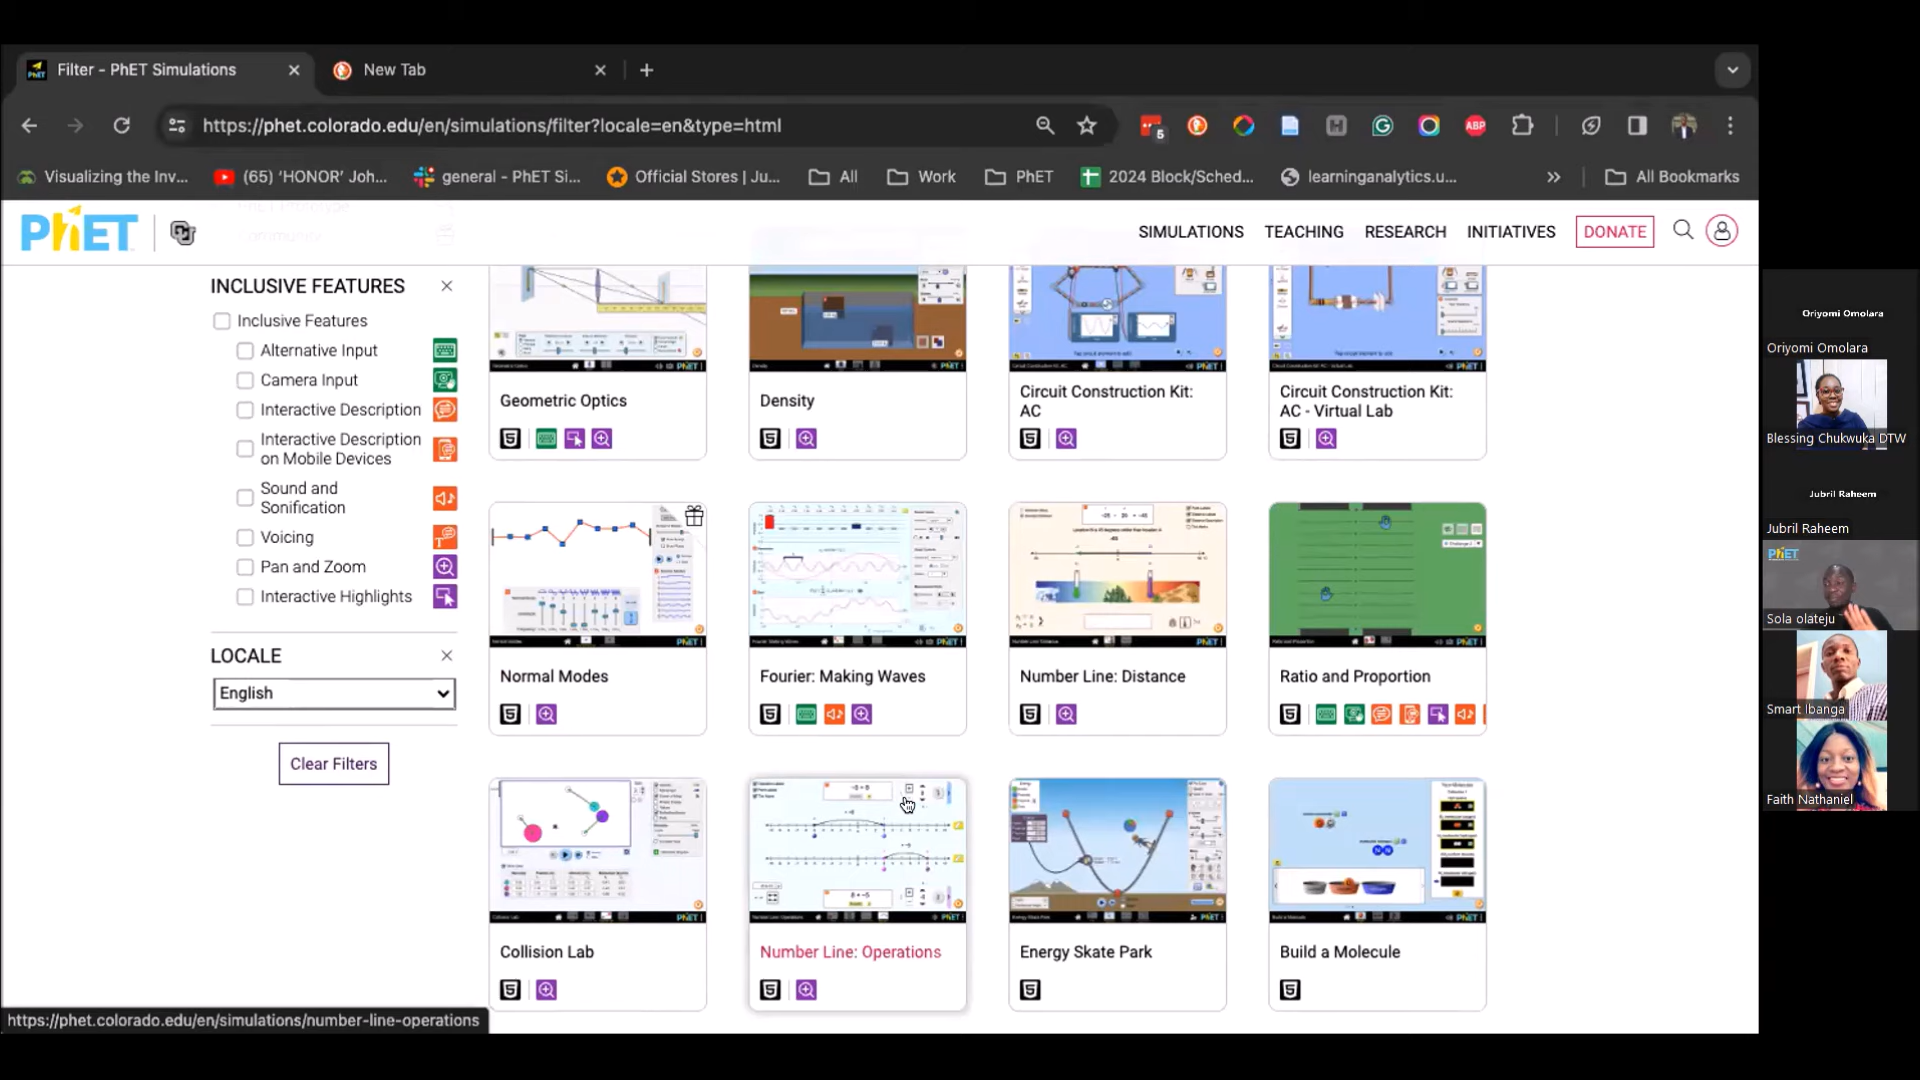 Filter - PhET Simulations
New Tab
https://phet.colorado.edu/en/simulations/filter?locale=en&type=html
5
ABP
Visualizing the Inv...
(65) ‘HONOR’ Joh...
general - PhET Si...
Official Stores | Ju...
All
Work
PhET
2024 Block/Sched...
learninganalytics.u...
»
All Bookmarks
PhET
SIMULATIONS
TEACHING
RESEARCH
INITIATIVES
DONATE
INCLUSIVE FEATURES
Inclusive Features
Alternative Input
Camera Input
Interactive Description
Interactive Description
on Mobile Devices
Sound and
Sonification
Voicing
Pan and Zoom
Interactive Highlights
LOCALE
English
Clear Filters
Geometric Optics
Density
Circuit Construction Kit:
AC
Circuit Construction Kit:
AC - Virtual Lab
Normal Modes
Fourier: Making Waves
Number Line: Distance
Ratio and Proportion
Collision Lab
Number Line: Operations
Energy Skate Park
Build a Molecule
https://phet.colorado.edu/en/simulations/number-line-operations
Oriyomi Omolara
Oriyomi Omolara
Blessing Chukwuka DTW
Jubril Raheem
Jubril Raheem
PhET
Sola olateju
Smart Ibanga
Faith Nathaniel